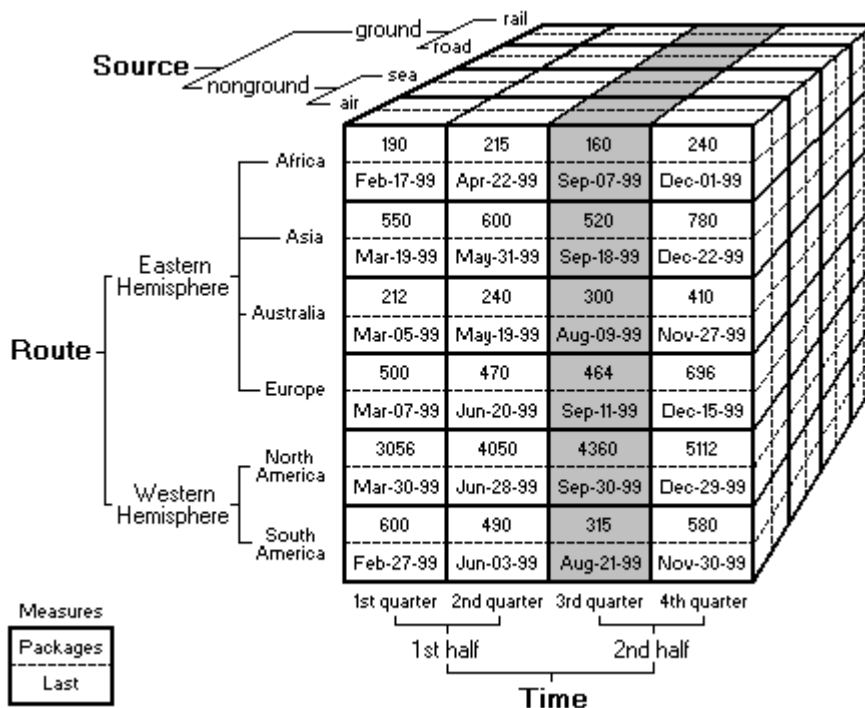 rail
ground
road
Source
sea
nonground
air
190 215 160 240
Africa
Feb-17-99 Apr-22-99 Sep-07-99 Dec-01-99
550 600 520 780
Asia
Mar-19-99 May-31-99 Sep-18-99 Dec-22-99
Eastern
Hemisphere
212 240 300 410
Australia
Mar-05-99 May-19-99 Aug-09-99 Nov-27-99
Route
500 470 464 696
Europe
Mar-07-99 Jun-20-99 Sep-11-99 Dec-15-99
3056 4050 4360 5112
North
America
Mar-30-99 Jun-28-99 Sep-30-99 Dec-29-99
Western
Hemisphere
600 490 315 580
South
America
Feb-27-99 Jun-03-99 Aug-21-99 Nov-30-99
1st quarter 2nd quarter 3rd quarter 4th quarter
1st half 2nd half
Time
Measures
Packages
Last